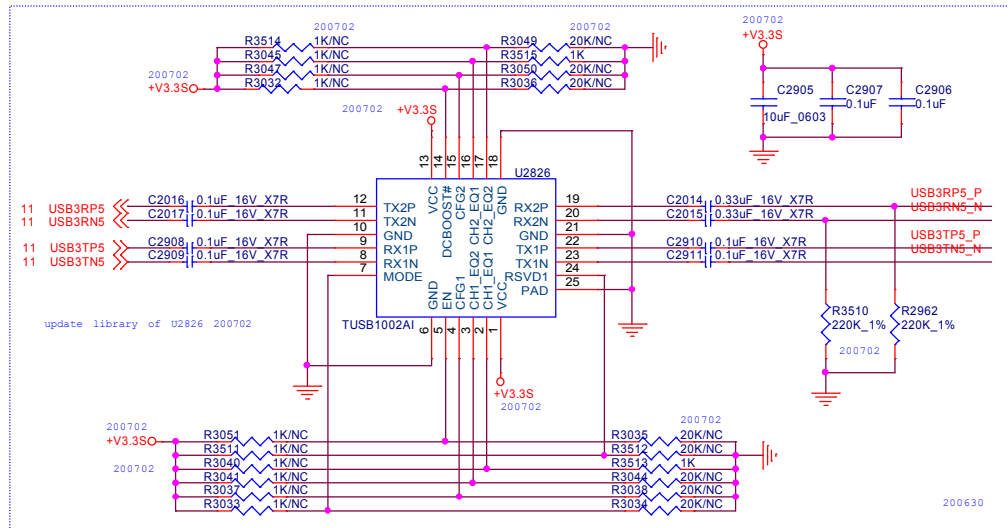 200702
R3514 1K/NC R3049 20K/NC
R3045 1K/NC R3515 1K
R3047 1K/NC R3050 20K/NC
R3032 1K/NC R3036 20K/NC
200702
+V3.3S
200702
+V3.3S
200702
+V3.3S
C2905
10uF_0603
C2907
0.1uF
C2906
0.1uF
13 14 15 16 17 18
VCC DCBOOST# CFG2 CH2_EQ1 CH2_EQ2 GND
U2826
11 USB3RP5 C2016 0.1uF_16V_X7R 12 TX2P RX2P 19 C2014 0.33uF_16V_X7R USB3RP5_P
USB3RN5 C2017 0.1uF_16V_X7R 11 TX2N RX2N 20 C2015 0.33uF_16V_X7R USB3RN5_N
11
10 GND GND 21
11 USB3TP5 C2908 0.1uF_16V_X7R 9 RX1P TX1P 22 C2910 0.1uF_16V_X7R USB3TP5_P
11 USB3TN5 C2909 0.1uF_16V_X7R 8 RX1N TX1N 23 C2911 0.1uF_16V_X7R USB3TN5_N
7 MODE RSVD1 24
PAD 25
GND EN CFG1 CH1_EQ2 CH1_EQ1 VCC
6 5 4 3 2 1
TUSB1002AI
update library of U2826 200702
R3510
220K_1%
R2962
220K_1%
200702
+V3.3S
200702
200702
+V3.3S
200702
200702
R3051 1K/NC R3035 20K/NC
R3511 1K/NC R3512 20K/NC
R3040 1K/NC R3513 1K
R3041 1K/NC R3044 20K/NC
R3037 1K/NC R3038 20K/NC
R3033 1K/NC R3034 20K/NC
200630